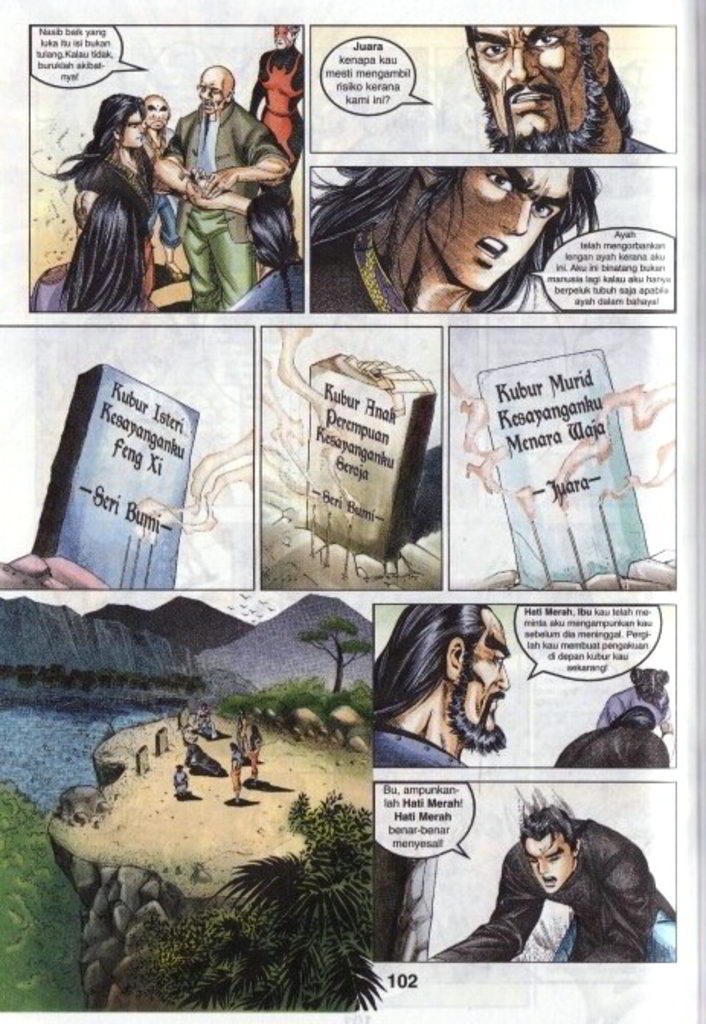 Nasib baik yang
luka itu isi bukan
tulang.Kalau tidak,
buruklah akibat-
nya!
Juara
kenapa kau
mesti mengambil
risiko kerana
kami ini?
Ayah
telah mengorbankan
lengan ayah kerana aku
ini. Aku ini binatang bukan
manusia lagi kalau tidak
berpeluk tubuh saja apabila
ayah dalam bahaya!
Kubur Isteri
Kesayanganku
Feng Xi
-Seri Bumi-
Kubur Anak
Perempuan
Kesayanganku
Seroja
-Seri Bumi-
Kubur Murid
Kesayanganku
Menara Waja
-Juara-
Hati Merah, Ibu kau telah me-
minta aku mengampunkan kau
sebelum dia meninggal. Pergi-
lah kau membuat pengakuan
di depan kubur kau
sekarang!
Bu, ampunkan-
lah Hati Merah!
Hati Merah
benar-benar
menyesal!
102